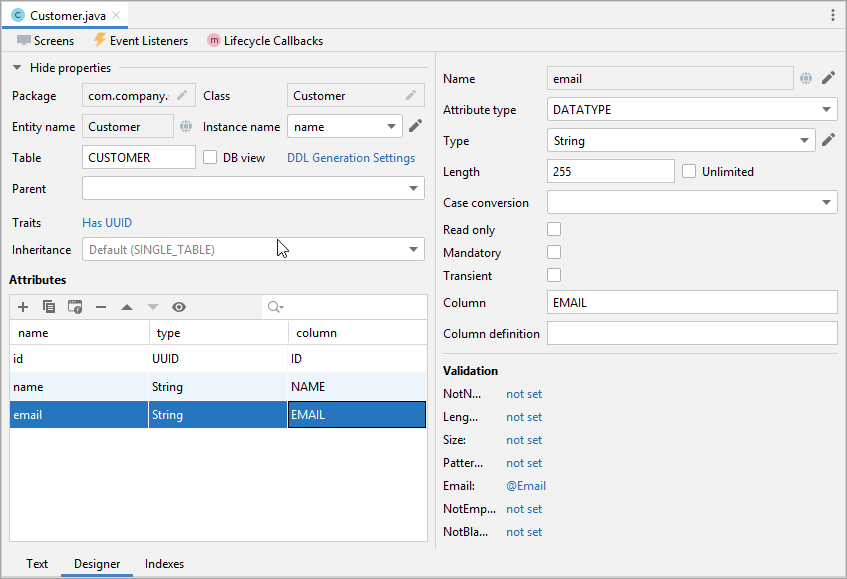 Customer.java
Screens Event Listeners Lifecycle Callbacks
Hide properties
Package com.company. Class Customer
Entity name Customer Instance name name
Table CUSTOMER DB view DDL Generation Settings
Parent
Traits Has UUID
Inheritance Default (SINGLE_TABLE)
Attributes
name type column
id UUID ID
name String NAME
email String EMAIL
Name email
Attribute type DATATYPE
Type String
Length 255 Unlimited
Case conversion
Read only
Mandatory
Transient
Column EMAIL
Column definition
Validation
NotN... not set
Leng... not set
Size: not set
Patter... not set
Email: @Email
NotEmp... not set
NotBla... not set
Text Designer Indexes